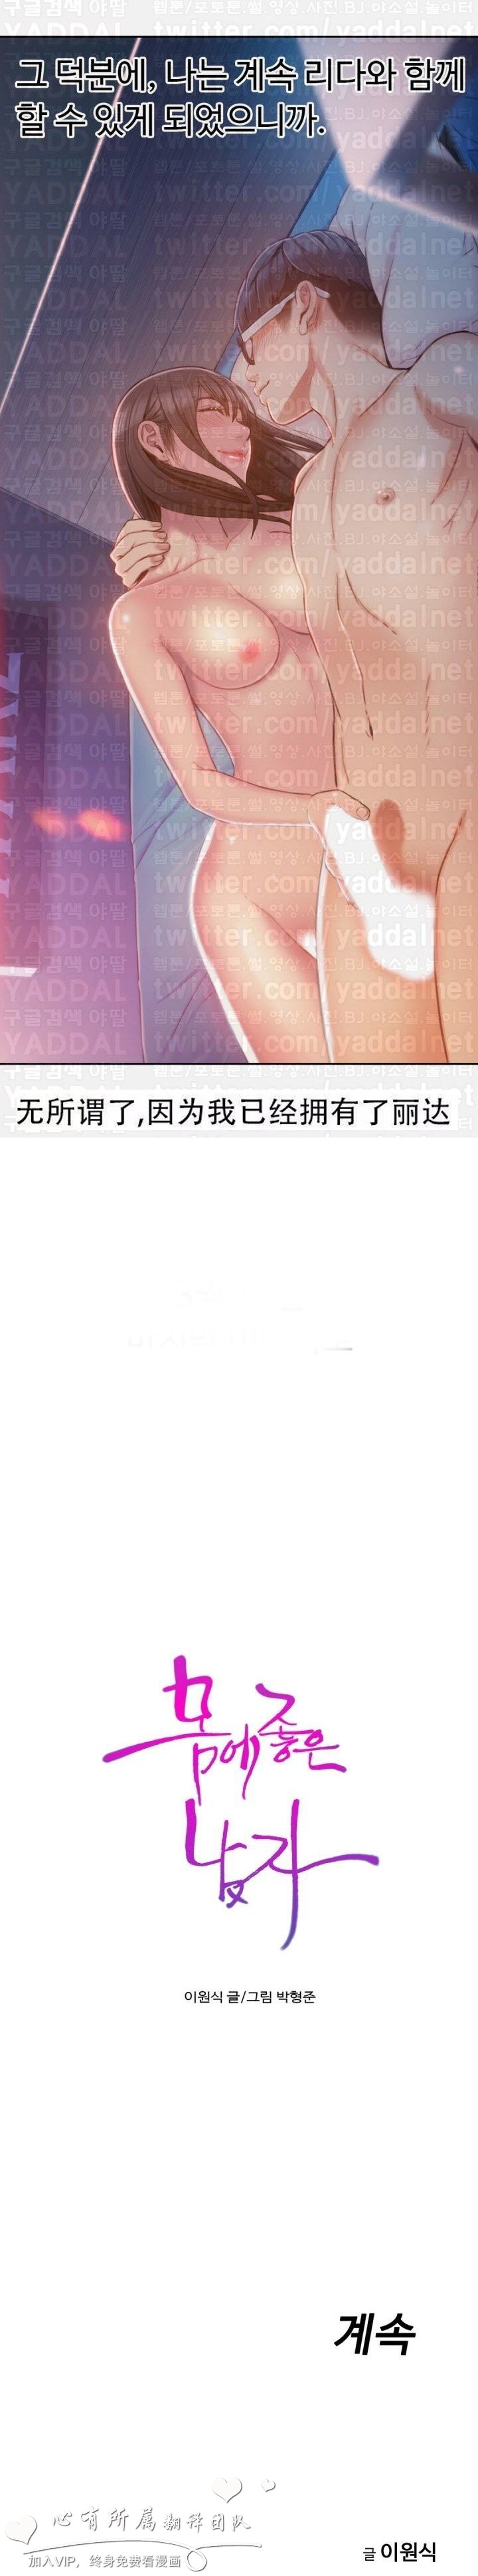 그 덕분에, 나는 계속 리다와 함께
할 수 있게 되었으니까.
구글검색 야딸
YADDAL
웹툰/포토툰.썰.영상.사진.BJ.야소설.놀이터
twitter.com/yaddalnet
无所谓了,因为我已经拥有了丽达
몸에좋은
남자
이원식 글/그림 박형준
계속
心有所属翻译团队
加入VIP，终身免费看漫画
글 이원식